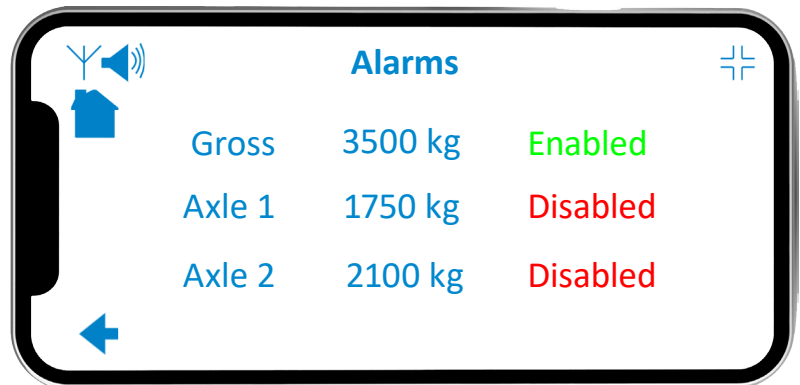 Alarms
Gross 3500 kg Enabled
Axle 1 1750 kg Disabled
Axle 2 2100 kg Disabled